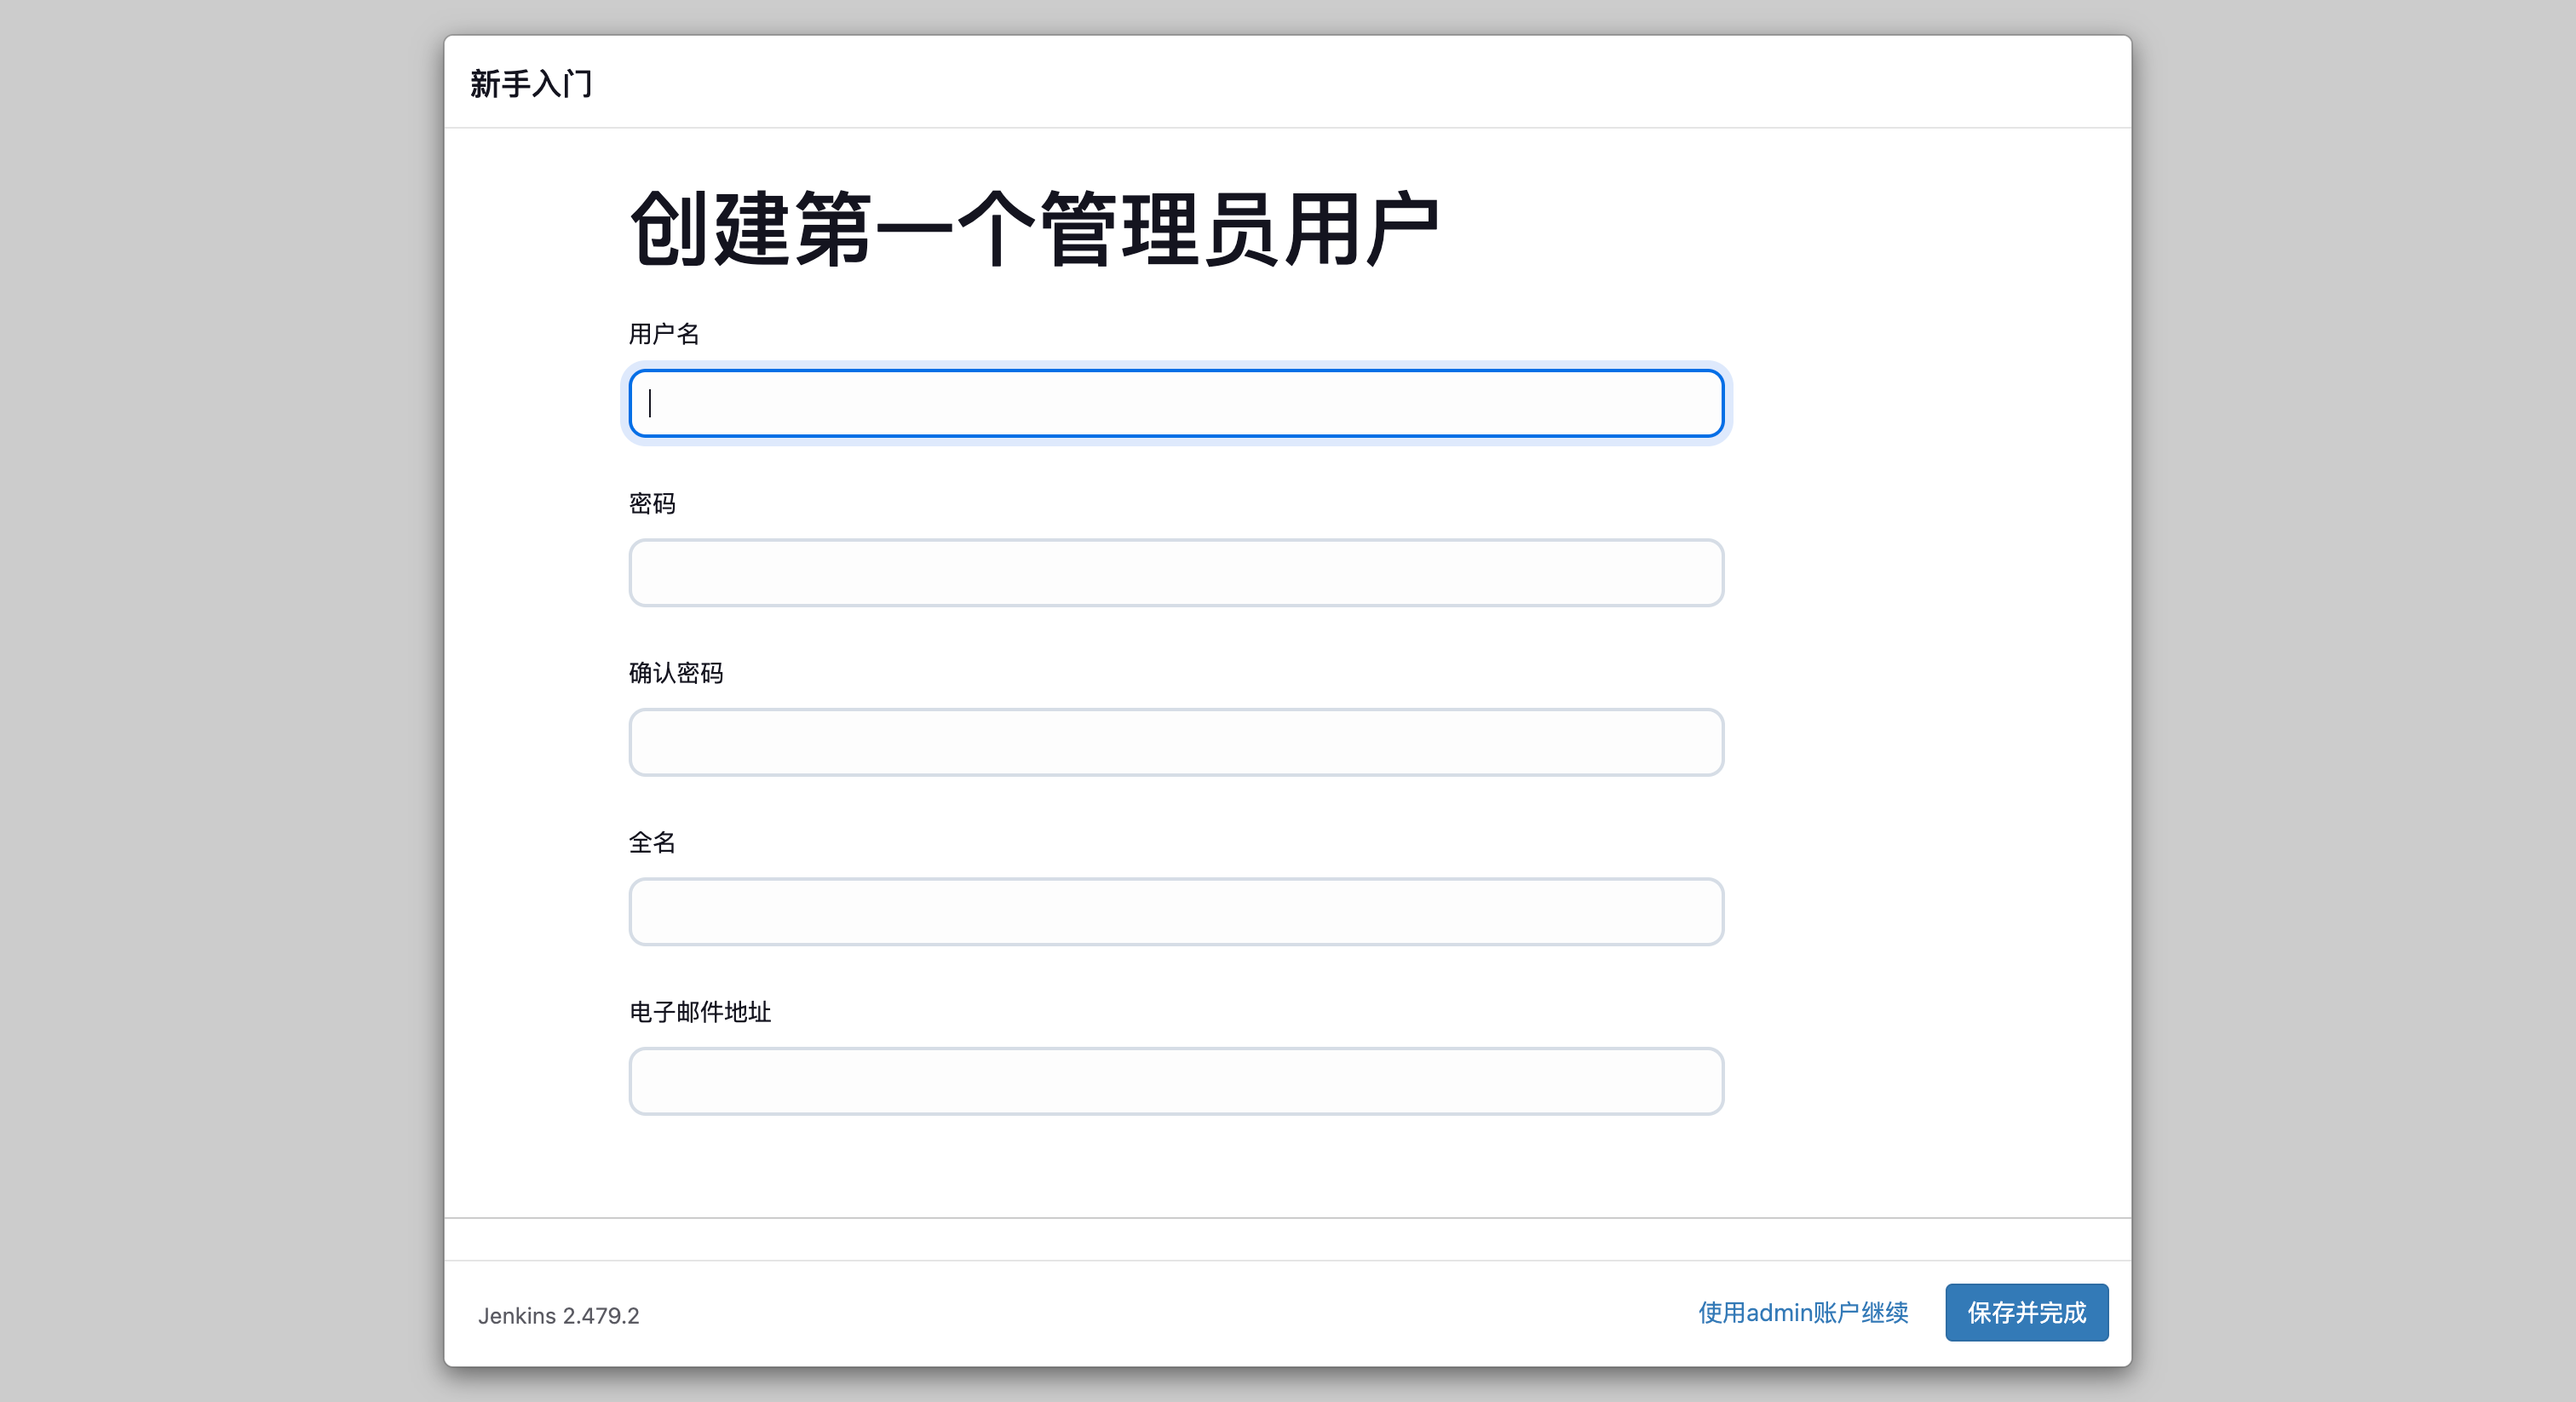 新手入门
创建第一个管理员用户
用户名
密码
确认密码
全名
电子邮件地址
Jenkins 2.479.2
使用admin账户继续
保存并完成